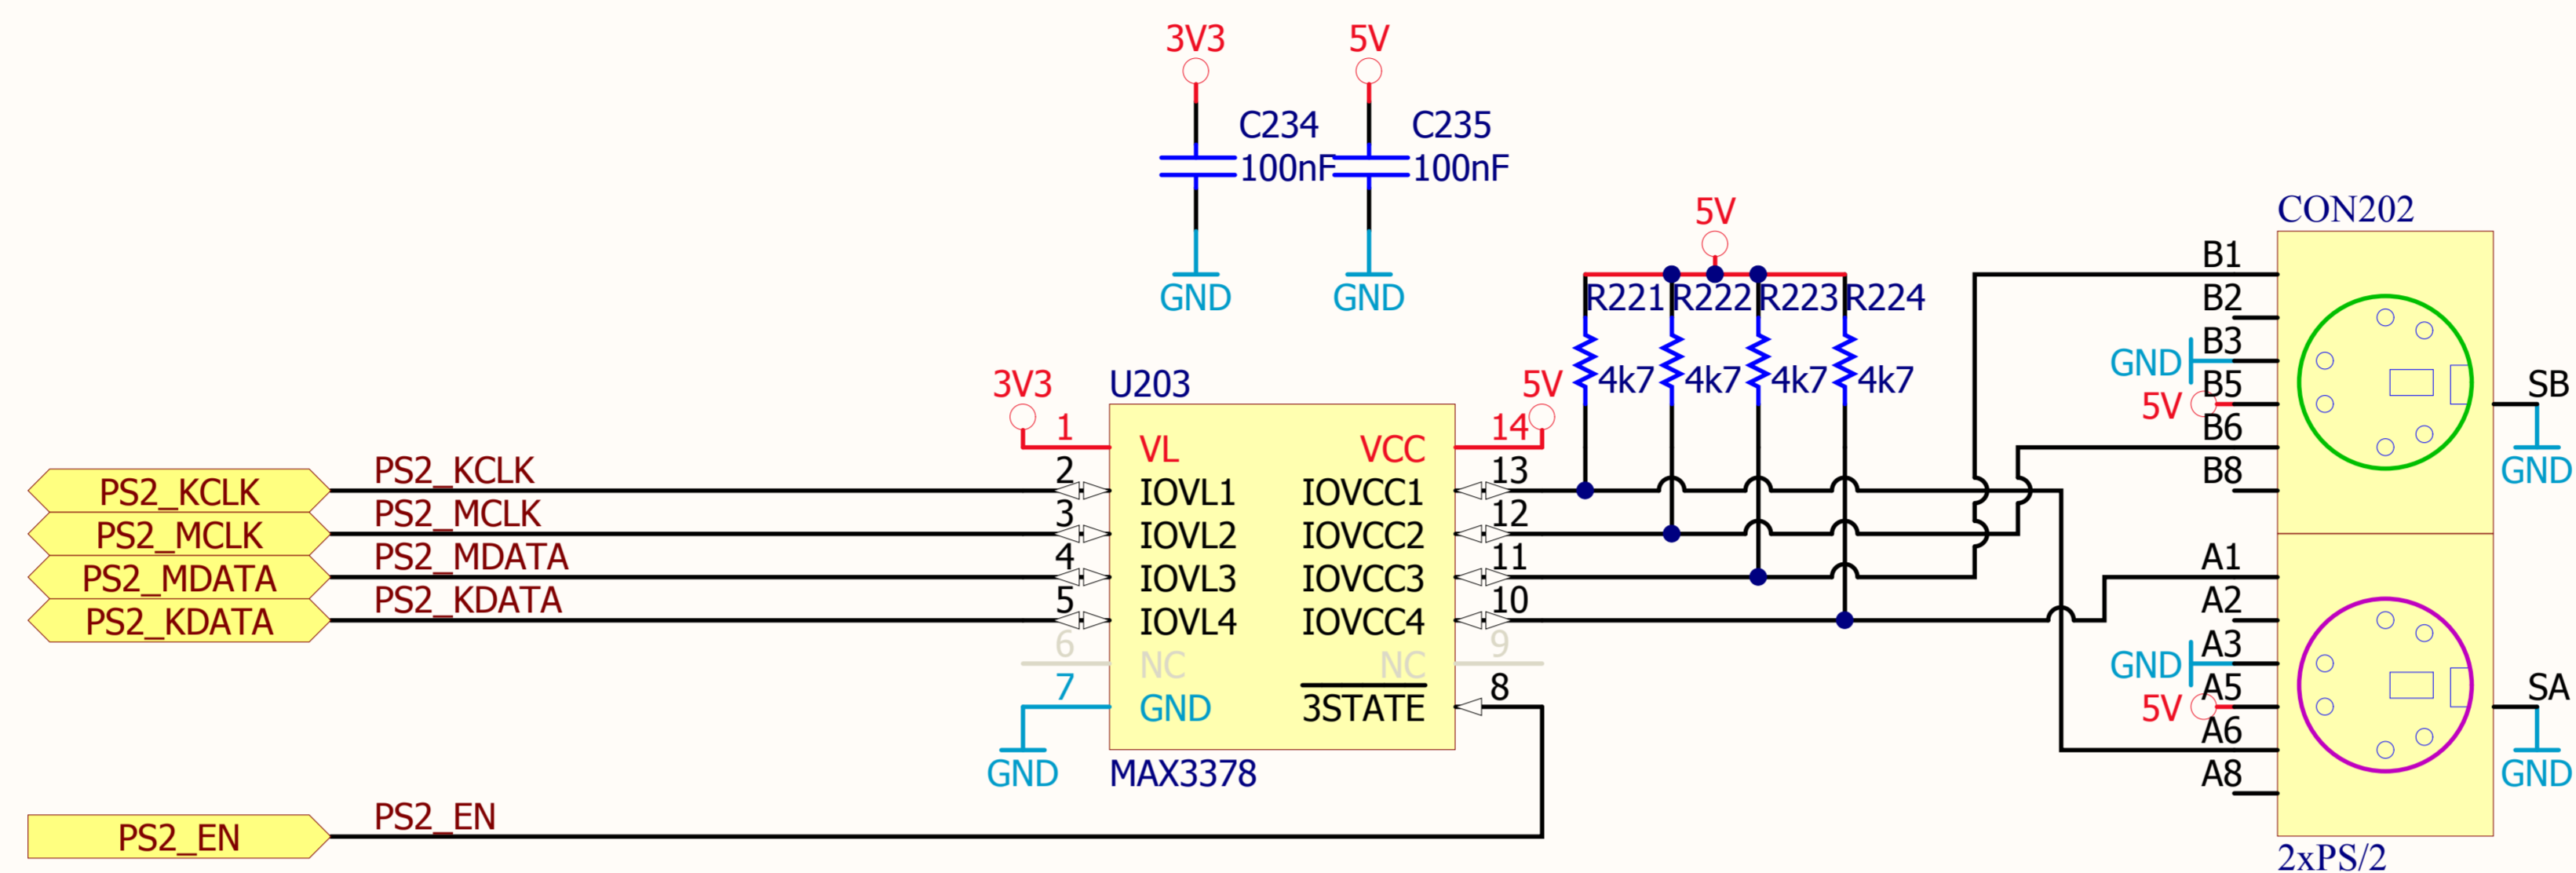 3V3
5V
C234
100nF
C235
100nF
GND
GND
5V
R221
R222
R223
R224
4k7
4k7
4k7
4k7
3V3
U203
5V
1
VL
VCC
14
PS2_KCLK
PS2_KCLK
2
IOVL1
IOVCC1
13
PS2_MCLK
PS2_MCLK
3
IOVL2
IOVCC2
12
PS2_MDATA
PS2_MDATA
4
IOVL3
IOVCC3
11
PS2_KDATA
PS2_KDATA
5
IOVL4
IOVCC4
10
6
NC
NC
9
7
GND
3STATE
8
GND
MAX3378
PS2_EN
PS2_EN
CON202
B1
B2
B3
GND
B5
5V
B6
B8
SB
GND
A1
A2
A3
GND
A5
5V
A6
A8
SA
GND
2xPS/2